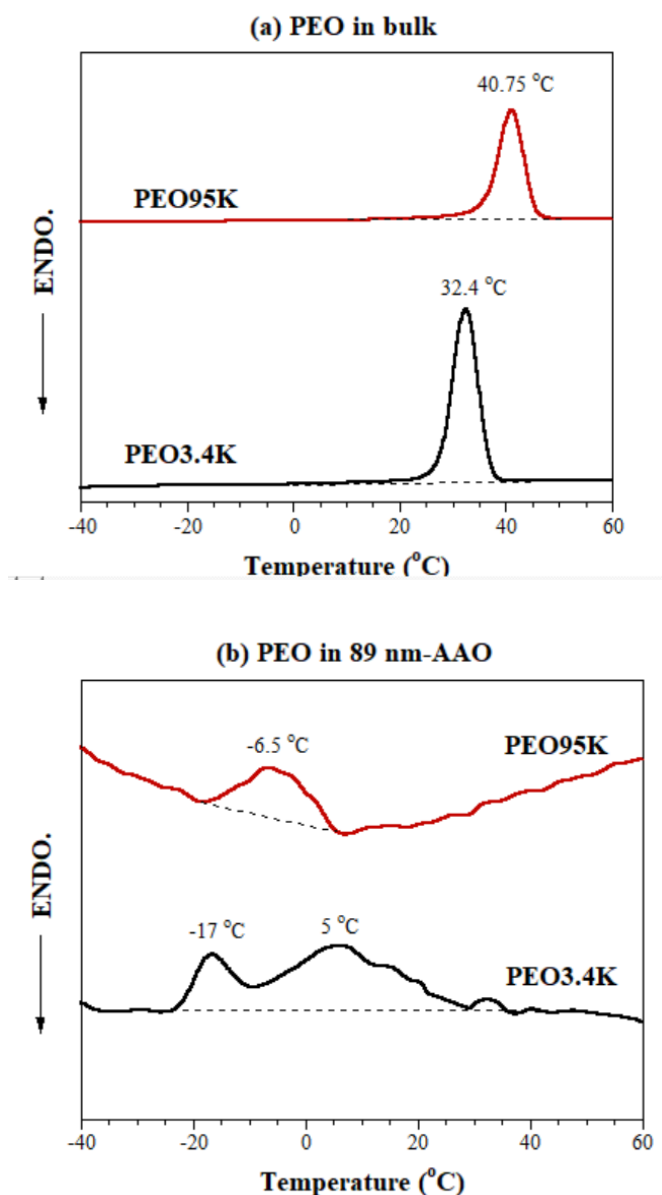 (a) PEO in bulk
40.75 °C
PEO95K
ENDO.
32.4 °C
PEO3.4K
-40 -20 0 20 40 60
Temperature (°C)
(b) PEO in 89 nm-AAO
-6.5 °C
PEO95K
ENDO.
-17 °C 5 °C
PEO3.4K
-40 -20 0 20 40 60
Temperature (°C)